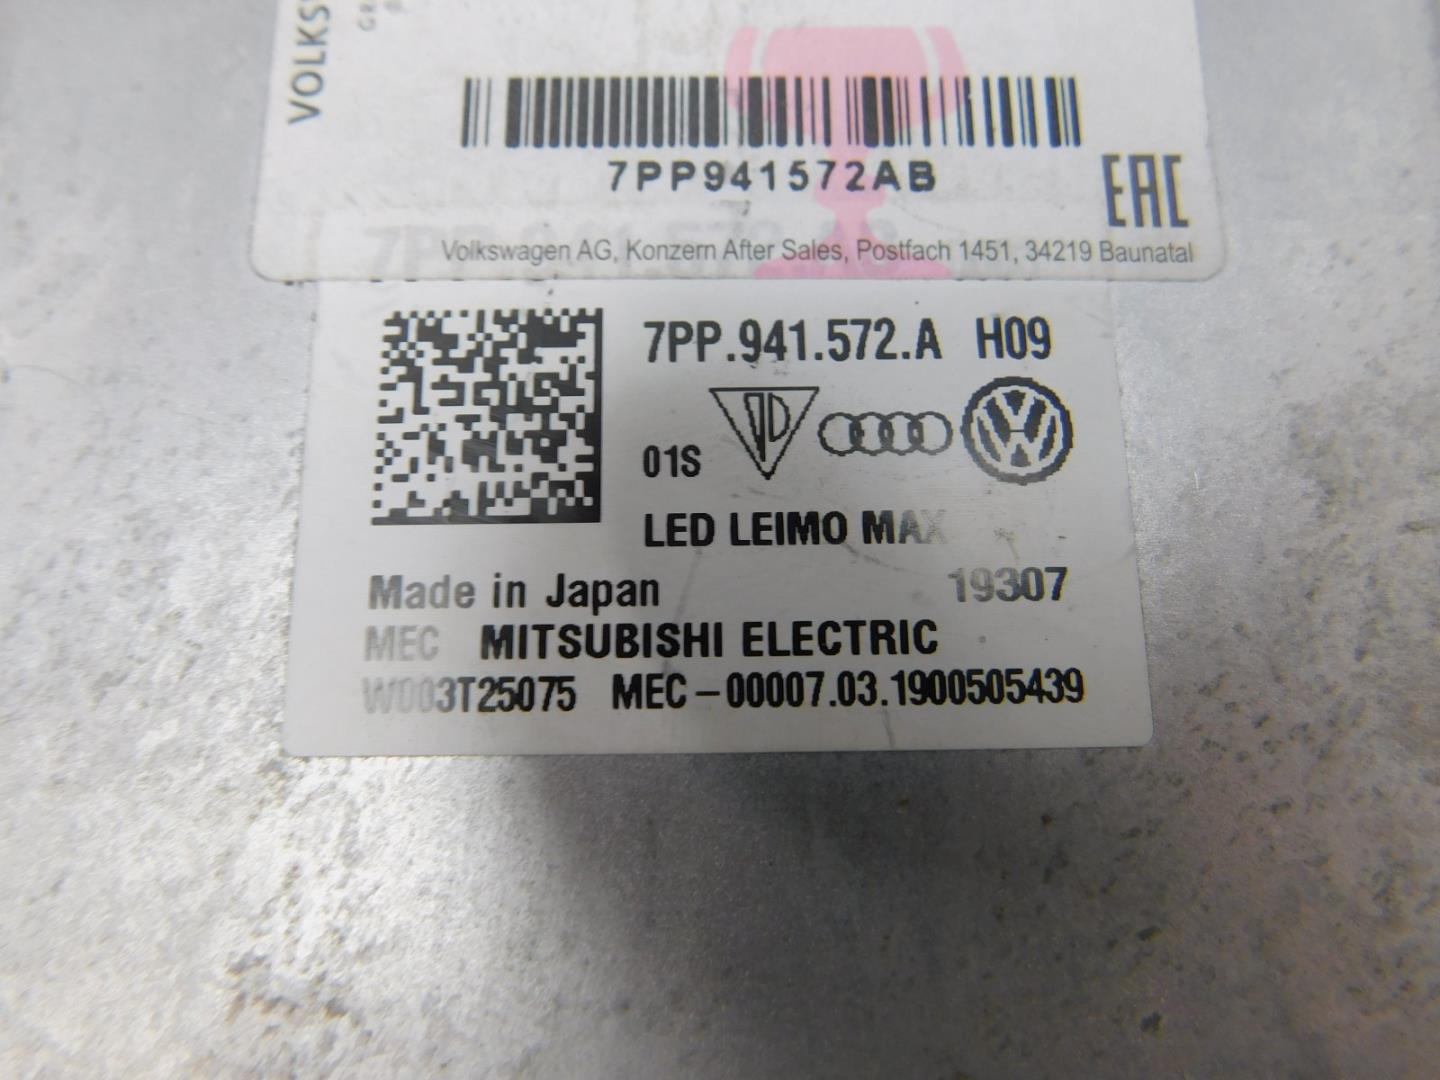 VOLKS
7PP941572AB
EAC
Volkswagen AG, Konzern After Sales, Postfach 1451, 34219 Baunatal
7PP.941.572.A H09
01S
LED LEIMO MAX
Made in Japan 19307
MEC MITSUBISHI ELECTRIC
W003T25075 MEC-00007.03.1900505439